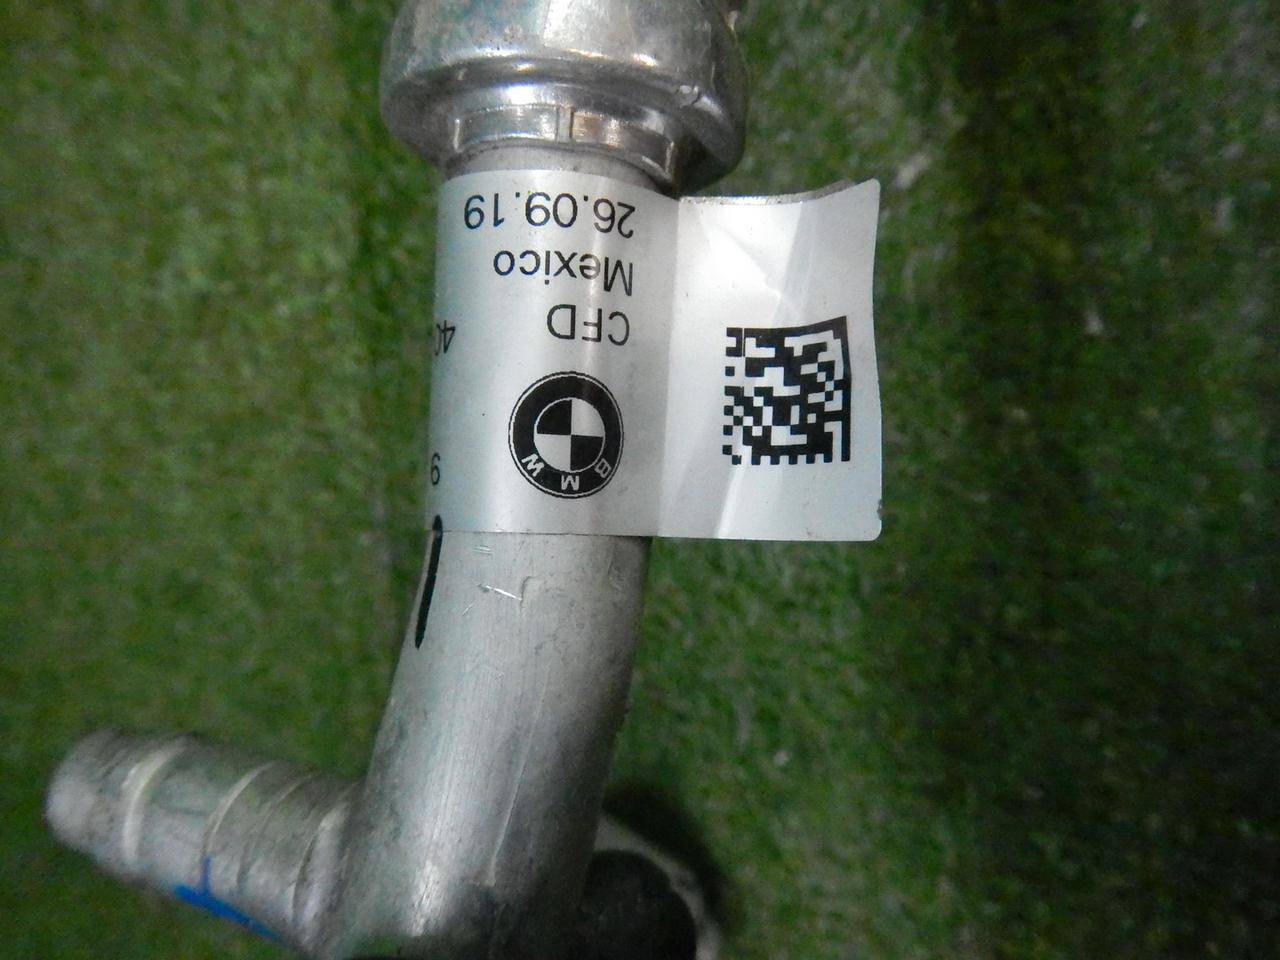 BMW
CFD
Mexico
26.09.19